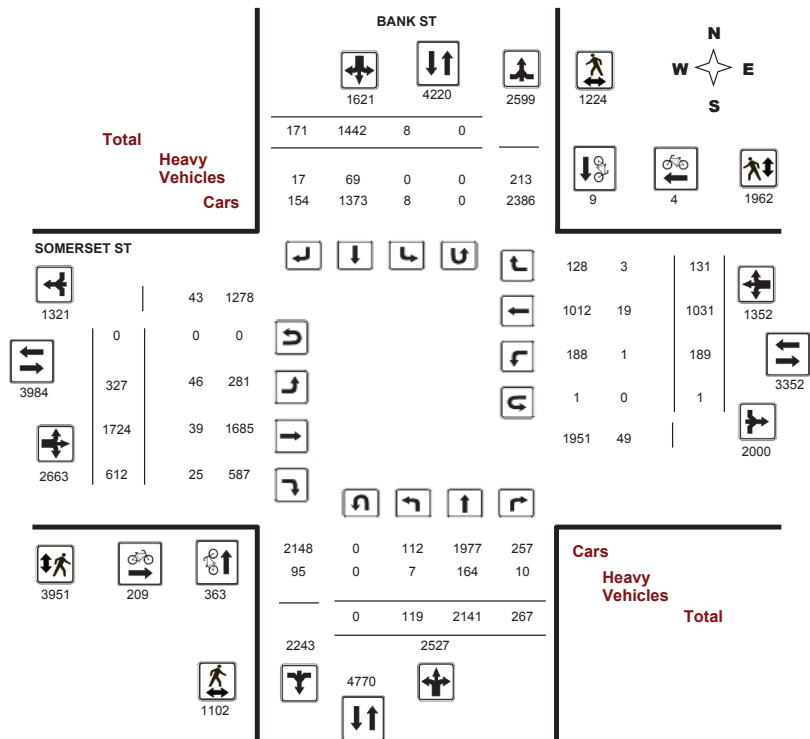 BANK ST
N
W E
S
1621
4220
2599
1224
Total
171 1442 8 0
Heavy
Vehicles
17 69 0 0 213
Cars
154 1373 8 0 2386
9
4
1962
SOMERSET ST
1321
43 1278
128 3 131
1352
0 0 0
1012 19 1031
3984
327 46 281
188 1 189
3352
1 0 1
1724 39 1685
1951 49
2000
2663
612 25 587
2148 0 112 1977 257
95 0 7 164 10
0 119 2141 267
Cars
Heavy
Vehicles
Total
3951
209
363
2243
2527
4770
1102